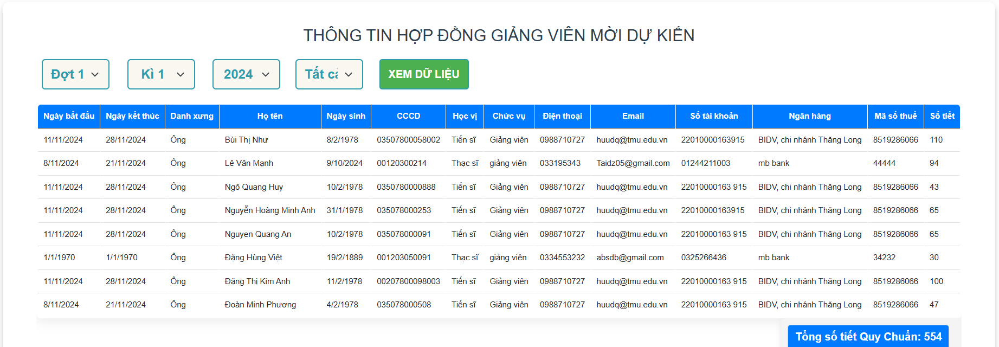 THÔNG TIN HỢP ĐỒNG GIẢNG VIÊN MỜI DỰ KIẾN
Đợt 1 Kì 1 2024 Tất cả XEM DỮ LIỆU
Ngày bắt đầu Ngày kết thúc Danh xưng Họ tên Ngày sinh CCCD Học vị Chức vụ Điện thoại Email Số tài khoản Ngân hàng Mã số thuế Số tiết
11/11/2024 28/11/2024 Ông Bùi Thị Như 8/2/1978 03507800058002 Tiến sĩ Giảng viên 0988710727 huudq@tmu.edu.vn 22010000163915 BIDV, chi nhánh Thăng Long 8519286066 110
8/11/2024 21/11/2024 Ông Lê Văn Mạnh 9/10/2024 00120300214 Thạc sĩ giảng viên 033195343 Taidz05@gmail.com 01244211003 mb bank 44444 94
11/11/2024 28/11/2024 Ông Ngô Quang Huy 10/2/1978 0350780000888 Tiến sĩ Giảng viên 0988710727 huudq@tmu.edu.vn 22010000163 915 BIDV, chi nhánh Thăng Long 8519286066 43
11/11/2024 28/11/2024 Ông Nguyễn Hoàng Minh Anh 31/1/1978 035078000253 Tiến sĩ Giảng viên 0988710727 huudq@tmu.edu.vn 22010000163915 BIDV, chi nhánh Thăng Long 8519286066 65
11/11/2024 28/11/2024 Ông Nguyen Quang An 10/2/1978 035078000091 Tiến sĩ Giảng viên 0988710727 huudq@tmu.edu.vn 22010000163 915 BIDV, chi nhánh Thăng Long 8519286066 65
1/1/1970 1/1/1970 Ông Đặng Hùng Việt 19/2/1889 001203050091 Thạc sĩ giảng viên 0334553232 absdb@gmail.com 0325266436 mb bank 34232 30
11/11/2024 28/11/2024 Ông Đặng Thị Kim Anh 11/2/1978 00207800098003 Tiến sĩ Giảng viên 0988710727 huudq@tmu.edu.vn 22010000163 915 BIDV, chi nhánh Thăng Long 8519286066 100
8/11/2024 21/11/2024 Ông Đoàn Minh Phương 4/2/1978 035078000508 Tiến sĩ Giảng viên 0988710727 huudq@tmu.edu.vn 22010000163 915 BIDV, chi nhánh Thăng Long 8519286066 47
Tổng số tiết Quy Chuẩn: 554